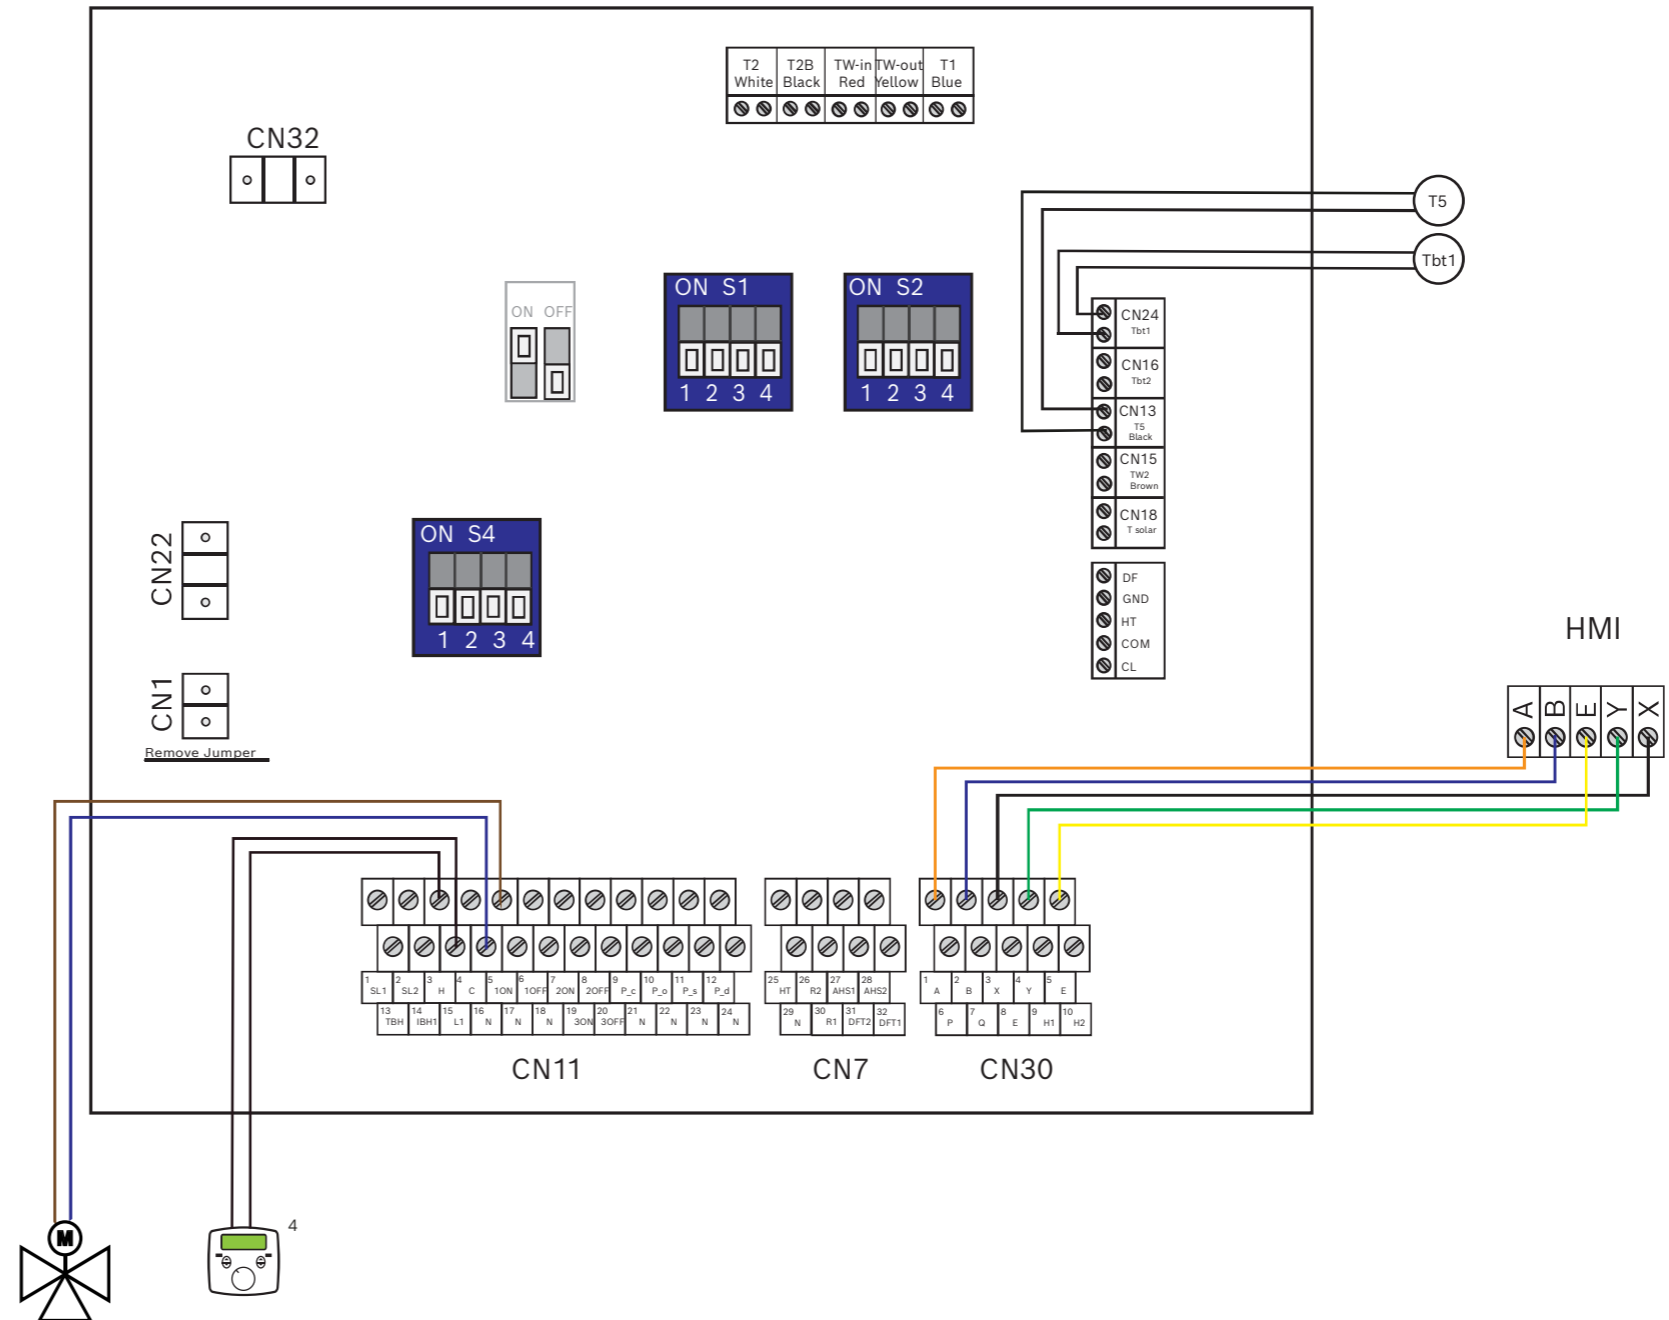 T2 T2B TW-in TW-out T1
White Black Red Yellow Blue
CN32
T5
Tbt1
ON OFF
ON S1
1 2 3 4
ON S2
1 2 3 4
CN24
Tbt1
CN16
Tbt2
CN13
T5
Black
CN15
TW2
Brown
CN18
T solar
CN22
ON S4
1 2 3 4
DF
GND
HT
COM
CL
HMI
A B E Y X
CN1
Remove Jumper
1 2 3 4 5 6 7 8 9 10 11 12
SL1 SL2 H C 1ON 1OFF 2ON 2OFF P_c P_o P_s P_d
13 14 15 16 17 18 19 20 21 22 23 24
TBH IBH1 L1 N N N 3ON 3OFF N N N N
CN11
25 26 27 28
HT R2 AHS1 AHS2
29 30 31 32
N R1 DFT2 DFT1
CN7
1 2 3 4 5
A B X Y E
6 7 8 9 10
P Q E H1 H2
CN30
M
4